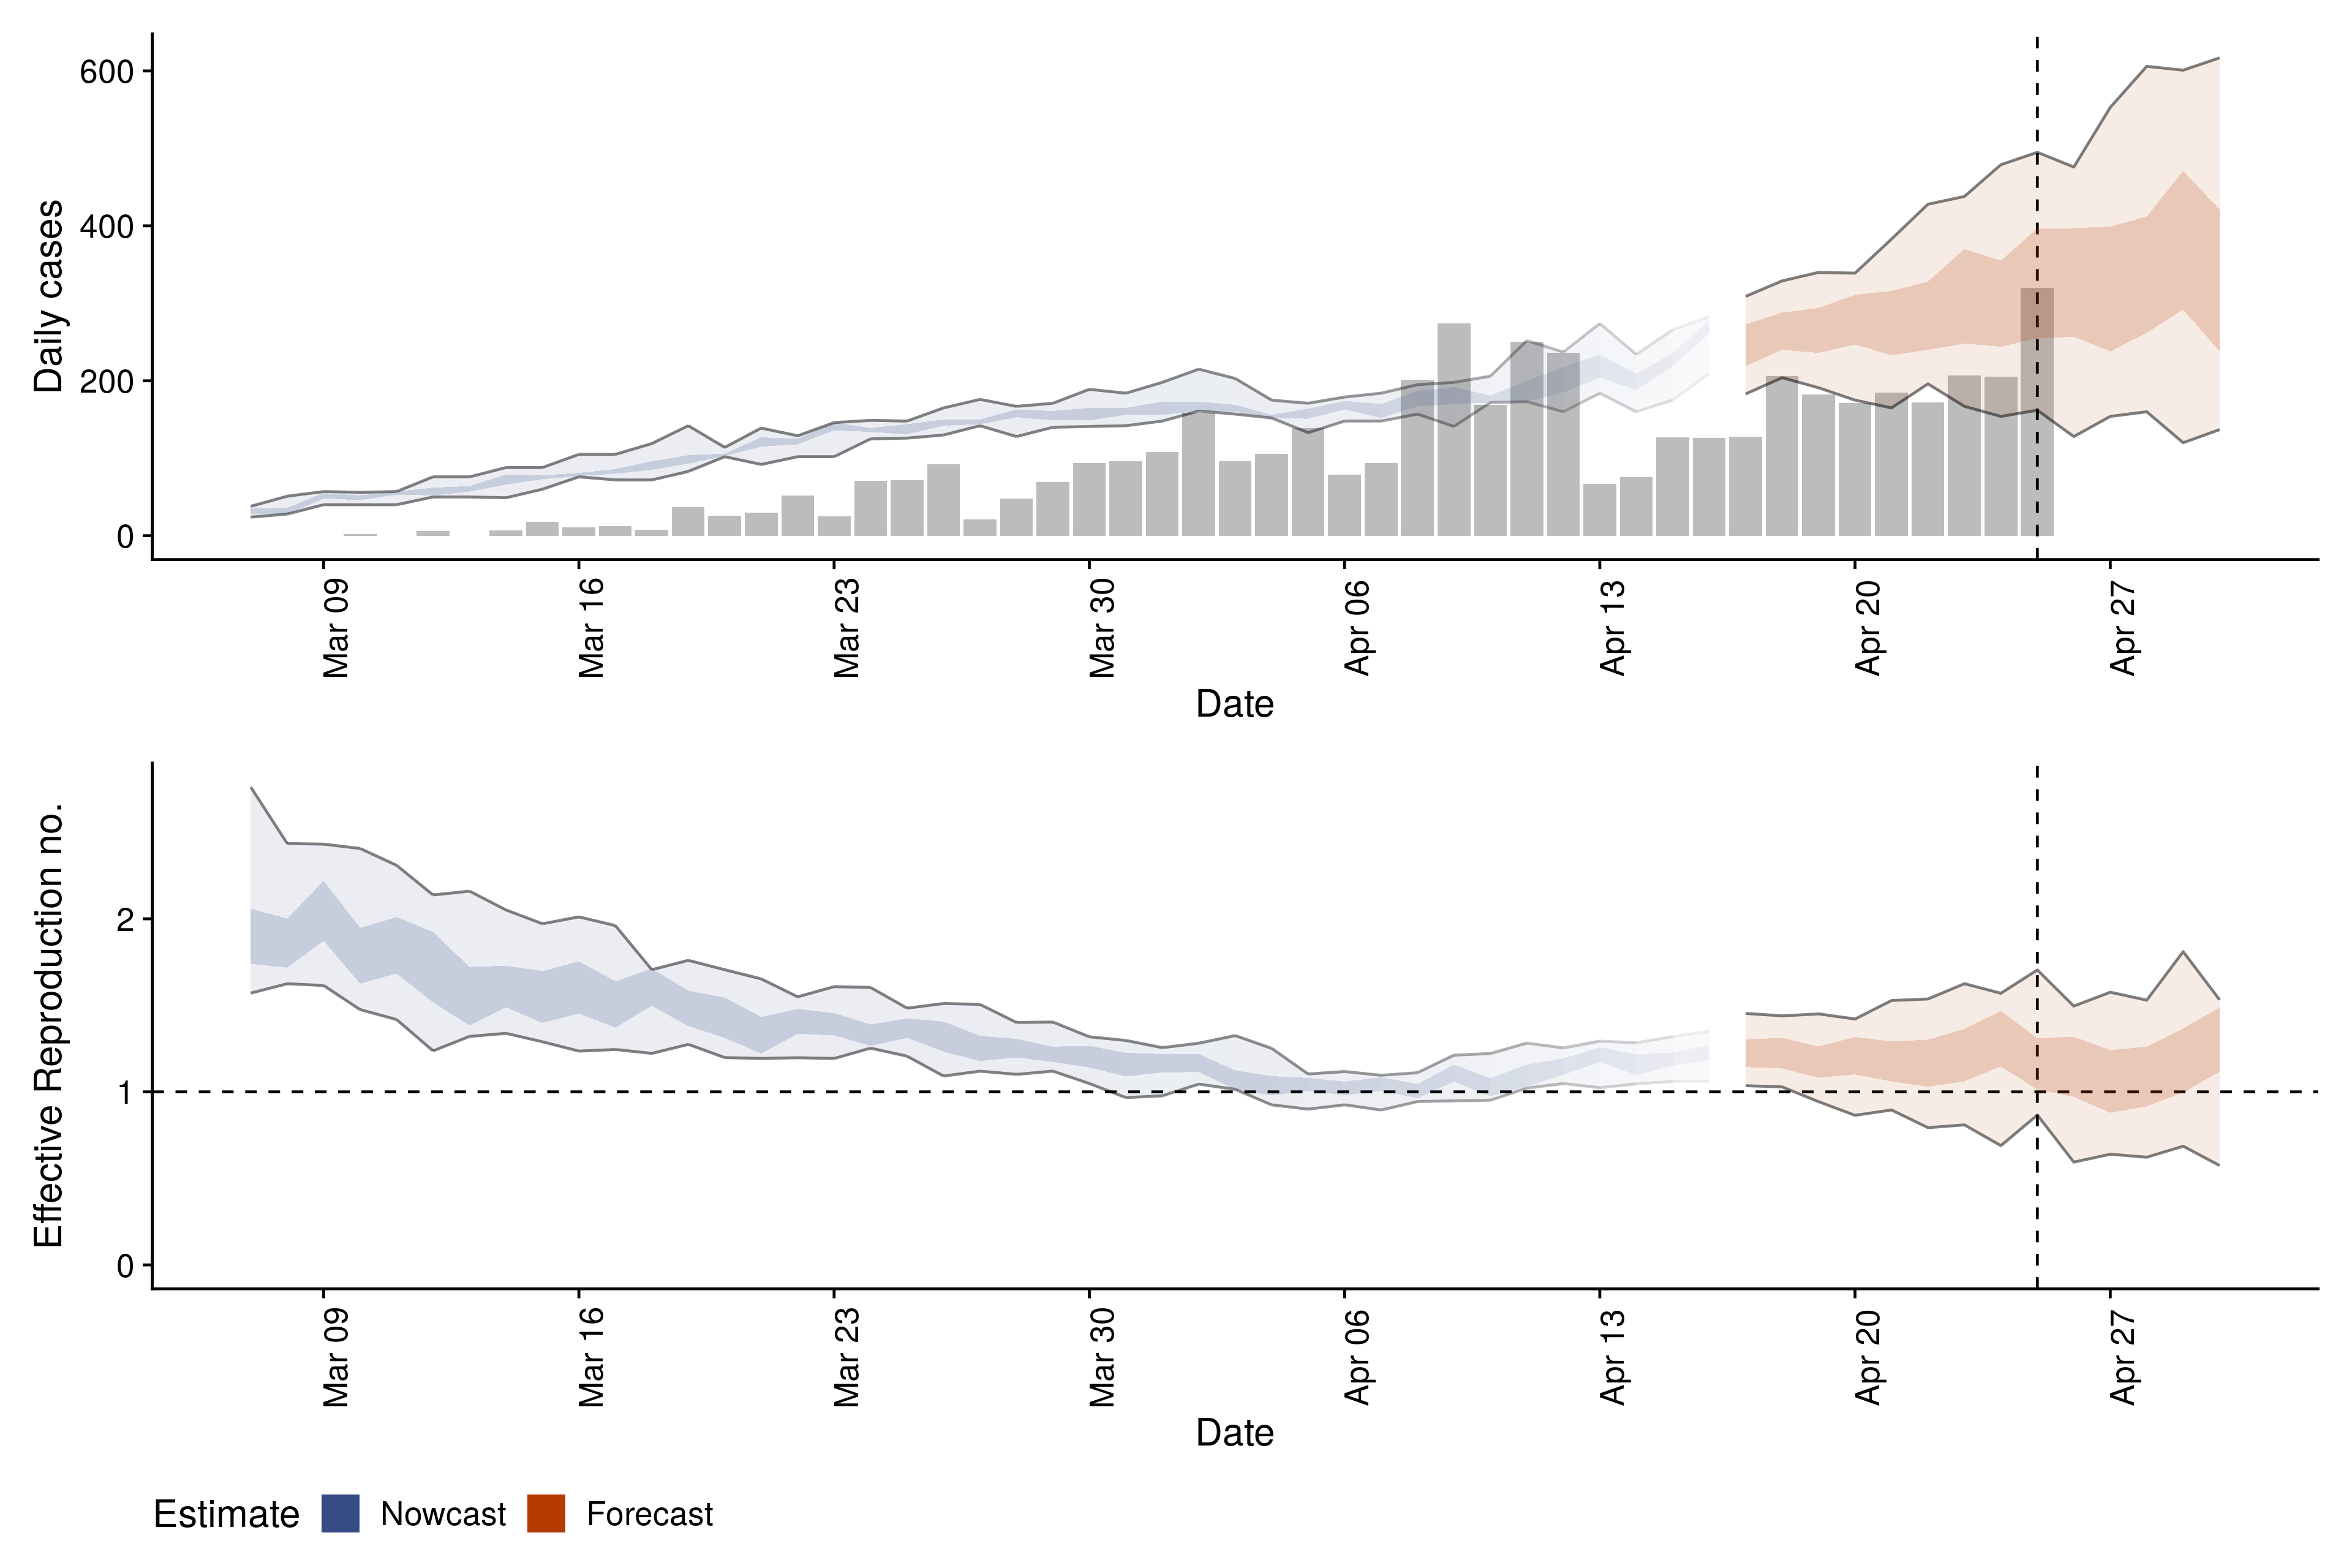 Daily cases
600
400
200
0
Mar 09
Mar 16
Mar 23
Mar 30
Apr 06
Apr 13
Apr 20
Apr 27
Date
Effective Reproduction no.
2
1
0
Mar 09
Mar 16
Mar 23
Mar 30
Apr 06
Apr 13
Apr 20
Apr 27
Date
Estimate Nowcast Forecast